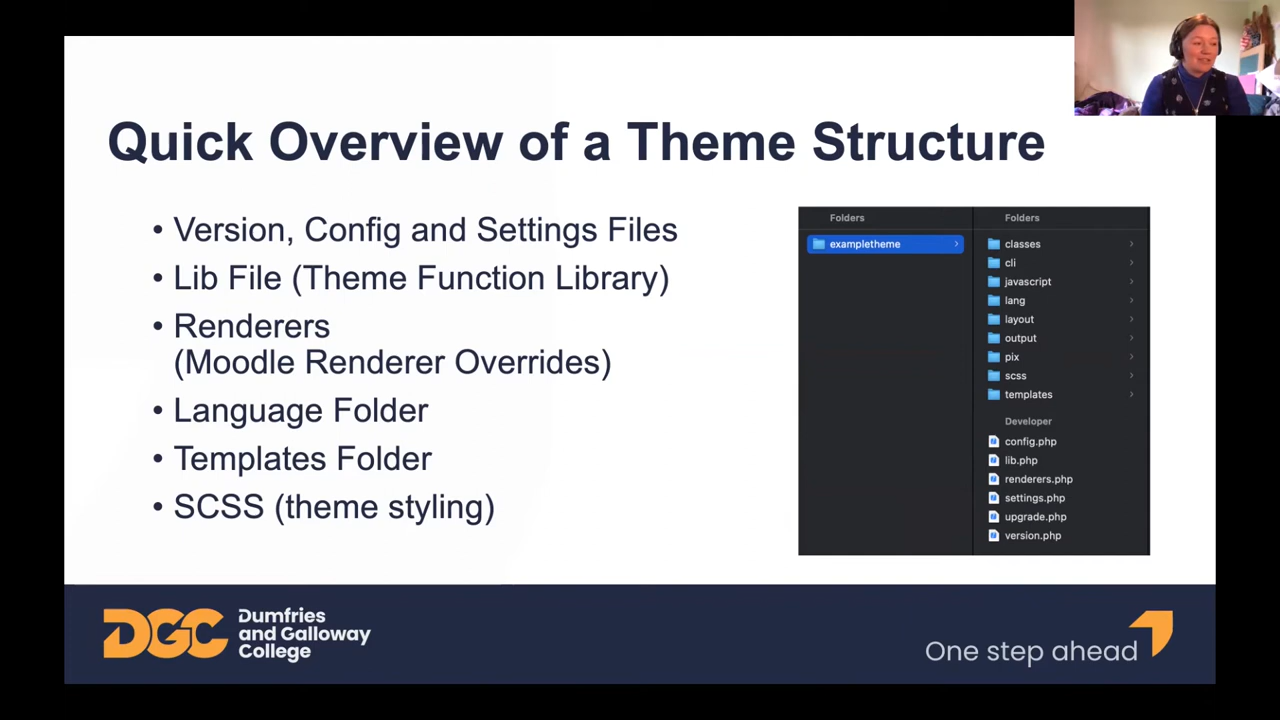 Quick Overview of a Theme Structure
• Version, Config and Settings Files
• Lib File (Theme Function Library)
• Renderers
(Moodle Renderer Overrides)
• Language Folder
• Templates Folder
• SCSS (theme styling)
Folders
exampletheme
Folders
classes
cli
javascript
lang
layout
output
pix
scss
templates
Developer
config.php
lib.php
renderers.php
settings.php
upgrade.php
version.php
DGC
Dumfries
and Galloway
College
One step ahead